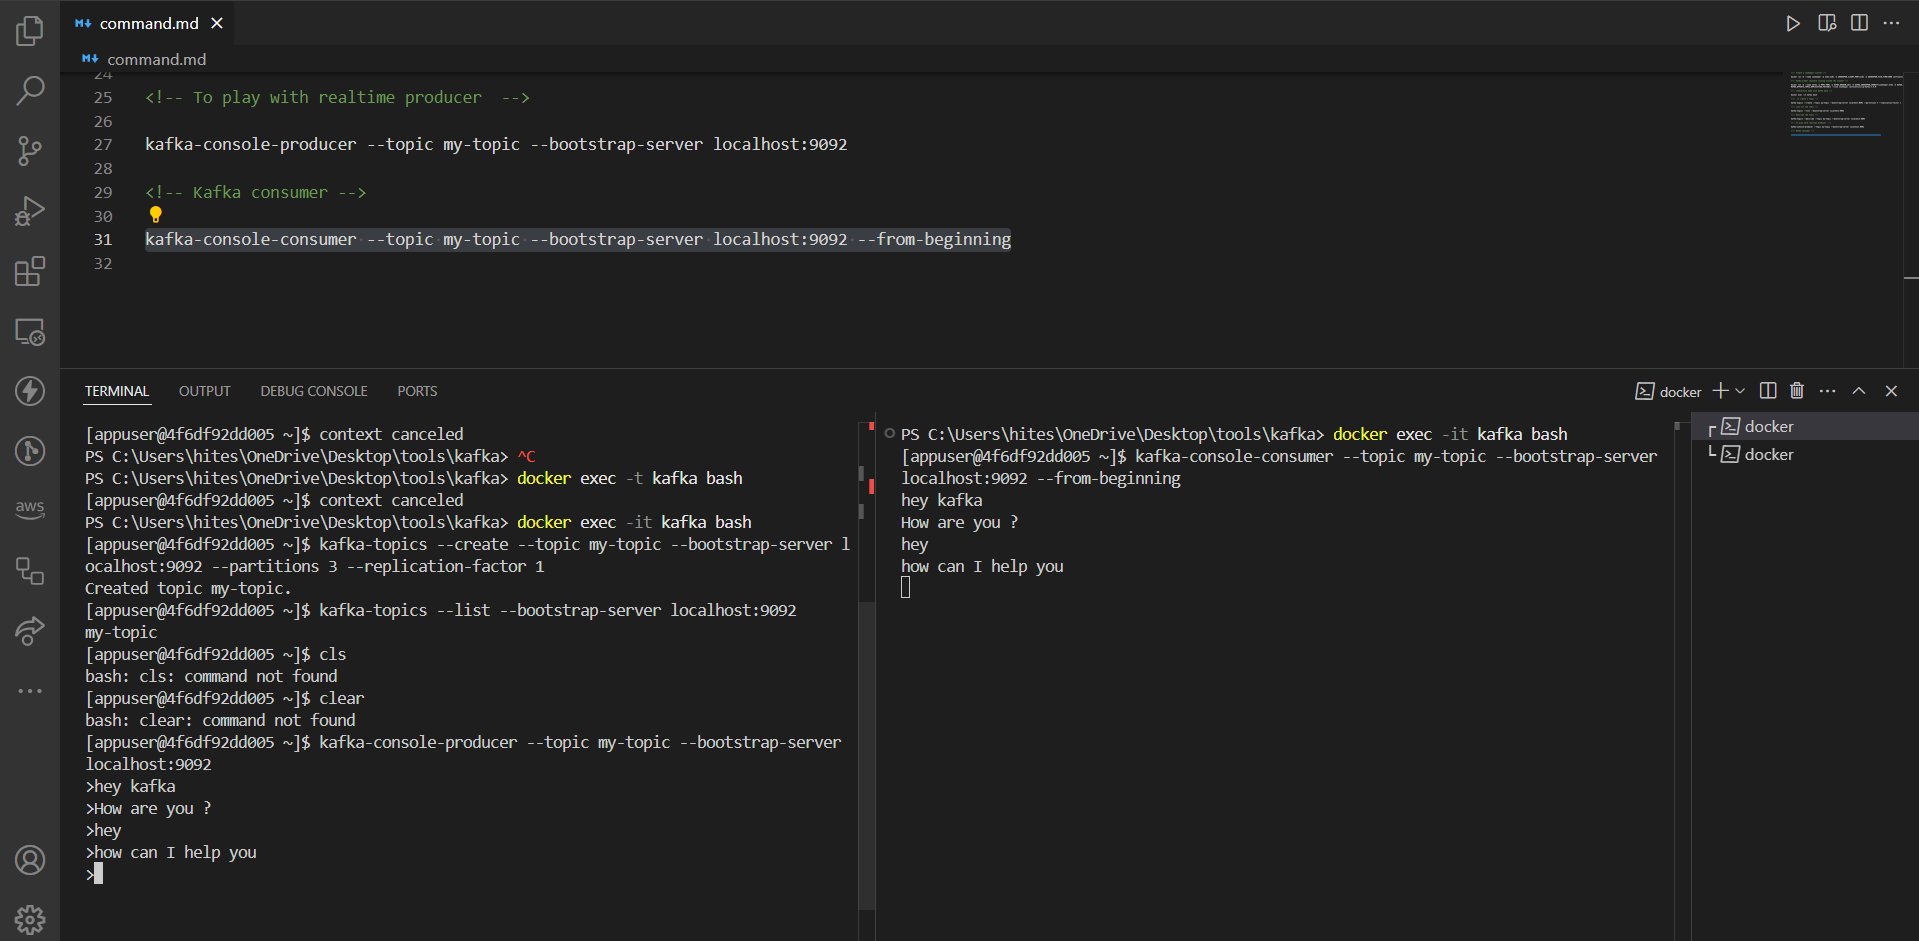 command.md
command.md
24
25 <!-- To play with realtime producer  -->
26
27 kafka-console-producer --topic my-topic --bootstrap-server localhost:9092
28
29 <!-- Kafka consumer -->
30
31 kafka-console-consumer --topic my-topic --bootstrap-server localhost:9092 --from-beginning
32
TERMINAL OUTPUT DEBUG CONSOLE PORTS
docker
[appuser@4f6df92dd005 ~]$ context canceled
PS C:\Users\hites\OneDrive\Desktop\tools\kafka> ^C
PS C:\Users\hites\OneDrive\Desktop\tools\kafka> docker exec -t kafka bash
[appuser@4f6df92dd005 ~]$ context canceled
PS C:\Users\hites\OneDrive\Desktop\tools\kafka> docker exec -it kafka bash
[appuser@4f6df92dd005 ~]$ kafka-topics --create --topic my-topic --bootstrap-server l
ocalhost:9092 --partitions 3 --replication-factor 1
Created topic my-topic.
[appuser@4f6df92dd005 ~]$ kafka-topics --list --bootstrap-server localhost:9092
my-topic
[appuser@4f6df92dd005 ~]$ cls
bash: cls: command not found
[appuser@4f6df92dd005 ~]$ clear
bash: clear: command not found
[appuser@4f6df92dd005 ~]$ kafka-console-producer --topic my-topic --bootstrap-server
localhost:9092
>hey kafka
>How are you ?
>hey
>how can I help you
>
PS C:\Users\hites\OneDrive\Desktop\tools\kafka> docker exec -it kafka bash
[appuser@4f6df92dd005 ~]$ kafka-console-consumer --topic my-topic --bootstrap-server
localhost:9092 --from-beginning
hey kafka
How are you ?
hey
how can I help you
docker
docker
aws